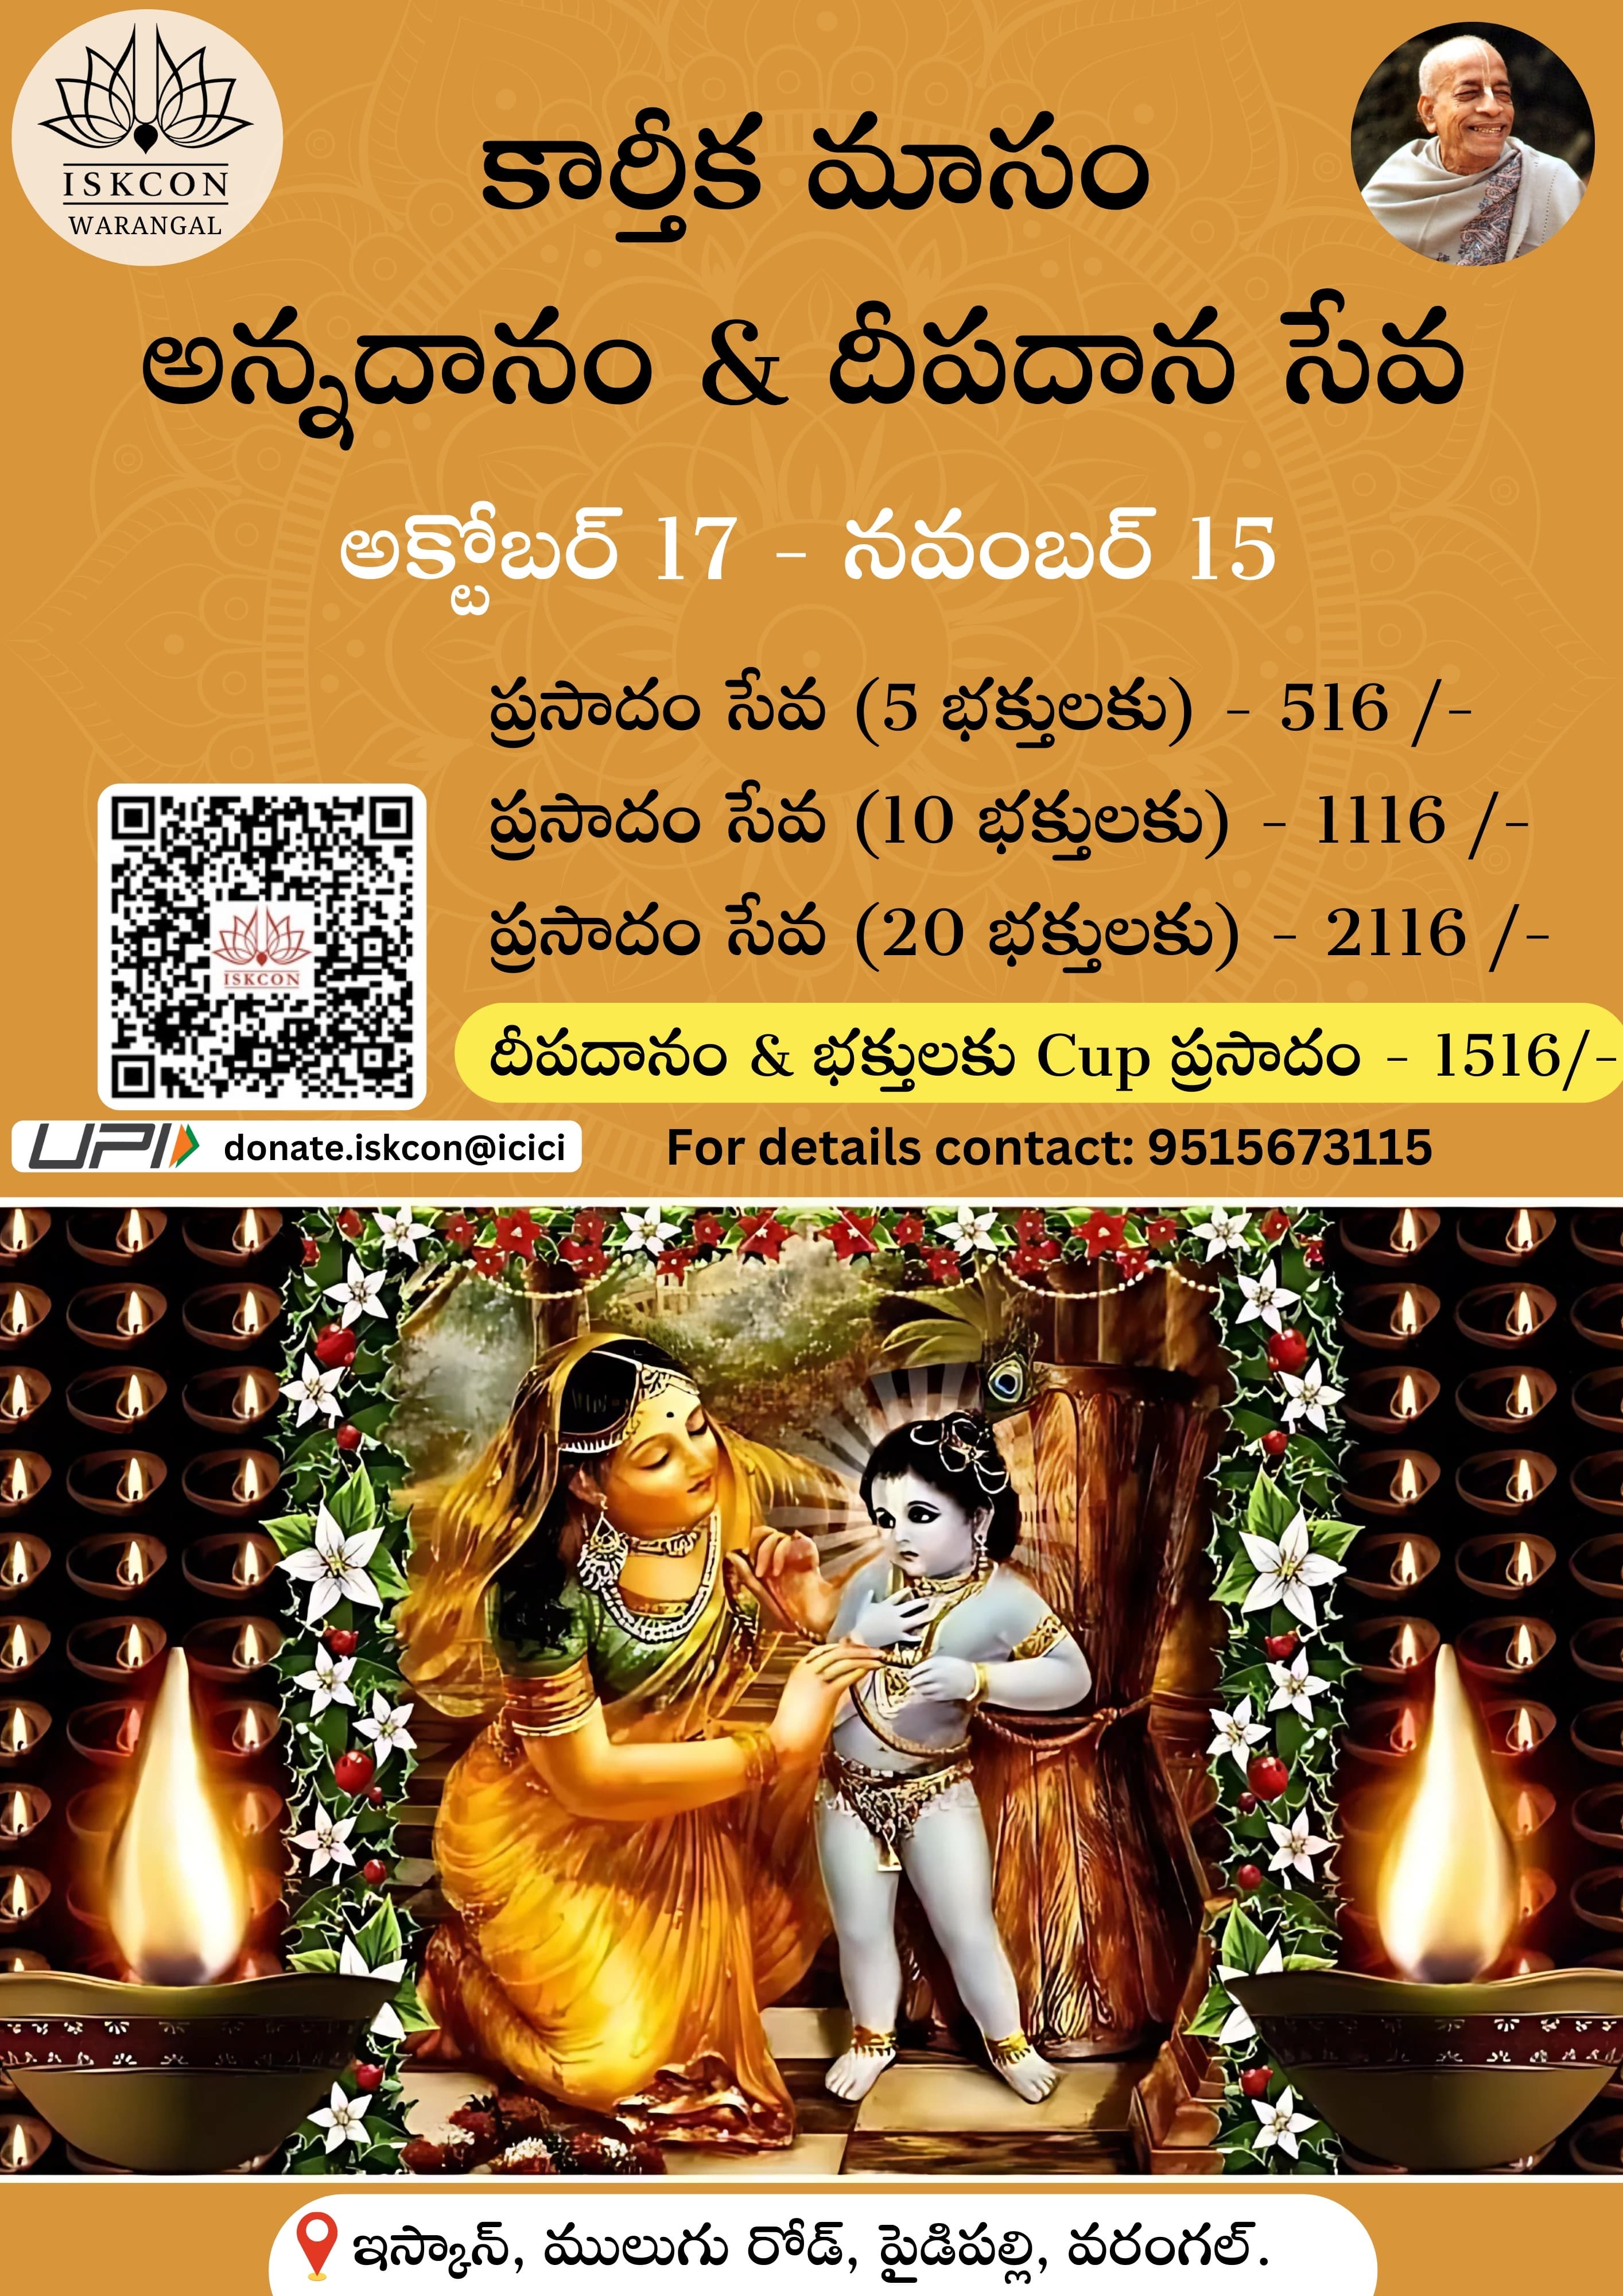 ISKCON
WARANGAL
కార్తీక మాసం
అన్నదానం & దీపదాన సేవ
అక్టోబర్ 17 - నవంబర్ 15
ప్రసాదం సేవ (5 భక్తులకు) - 516 /-
ప్రసాదం సేవ (10 భక్తులకు) - 1116 /-
ప్రసాదం సేవ (20 భక్తులకు) - 2116 /-
ISKCON
దీపదానం & భక్తులకు Cup ప్రసాదం - 1516/-
UPI donate.iskcon@icici
For details contact: 9515673115
ఇస్కాన్, ములుగు రోడ్, పైడిపల్లి, వరంగల్.